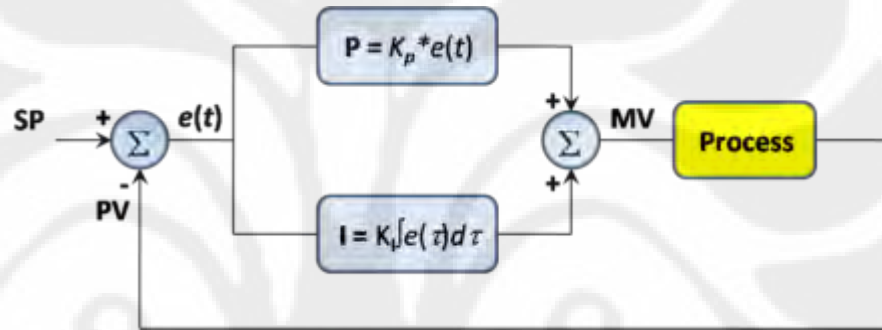 P = Kₚ*e(t)
SP
+
Σ
e(t)
-
PV
+
Σ
+
MV
Process
I = Kᵢ∫e(τ)dτ